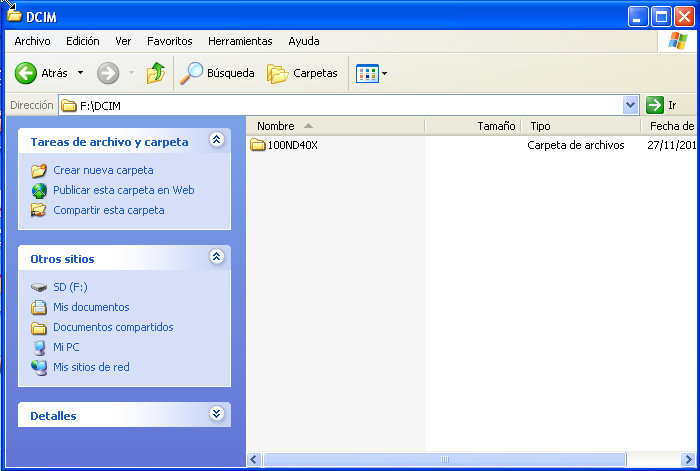 DCIM
Archivo Edición Ver Favoritos Herramientas Ayuda
Atrás Búsqueda Carpetas
Dirección F:\DCIM Ir
Nombre Tamaño Tipo Fecha de
100ND40X Carpeta de archivos 27/11/201
Tareas de archivo y carpeta
Crear nueva carpeta
Publicar esta carpeta en Web
Compartir esta carpeta
Otros sitios
SD (F:)
Mis documentos
Documentos compartidos
Mi PC
Mis sitios de red
Detalles